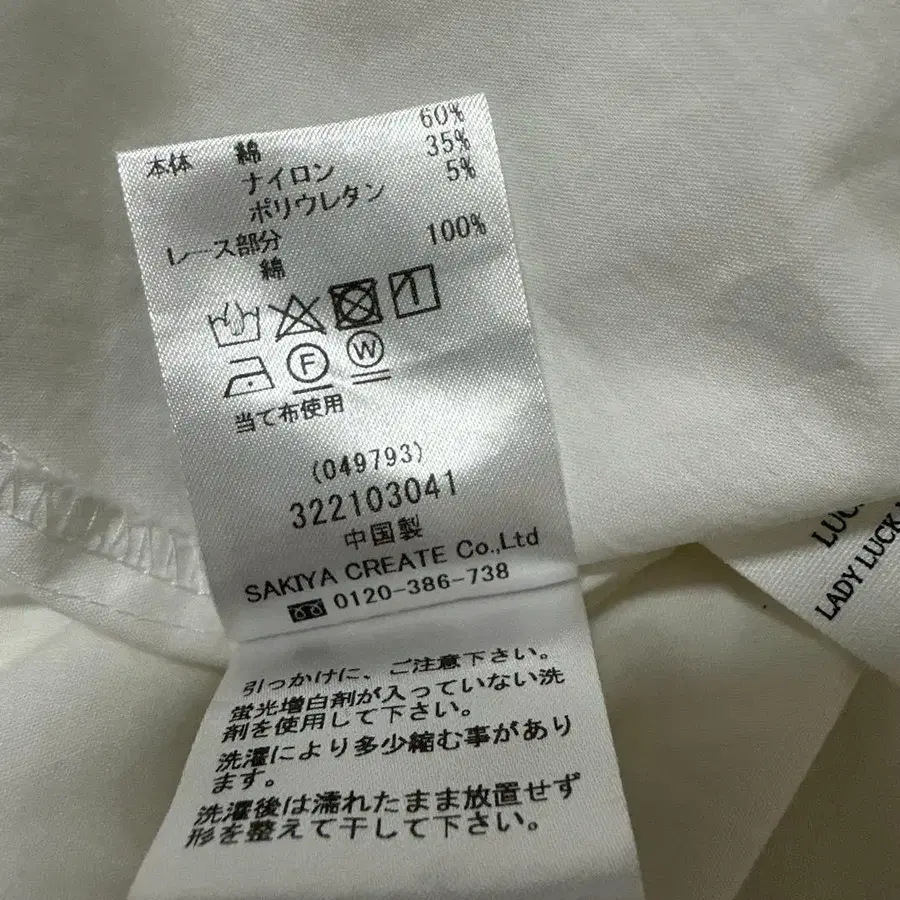 本体 綿 60%
ナイロン 35%
ポリウレタン 5%
レース部分
綿 100%
F W
当て布使用
(049793)
322103041
中国製
SAKIYA CREATE Co.,Ltd
0120-386-738
引っかけに、ご注意下さい。
蛍光増白剤が入っていない洗
剤を使用して下さい。
洗濯により多少縮む事があり
ます。
洗濯後は濡れたまま放置せず
形を整えて干して下さい。
LADY LUCK